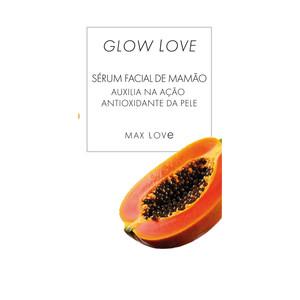 GLOW LOVE
SÉRUM FACIAL DE MAMÃO
AUXILIA NA AÇÃO
ANTIOXIDANTE DA PELE
MAX LOVe